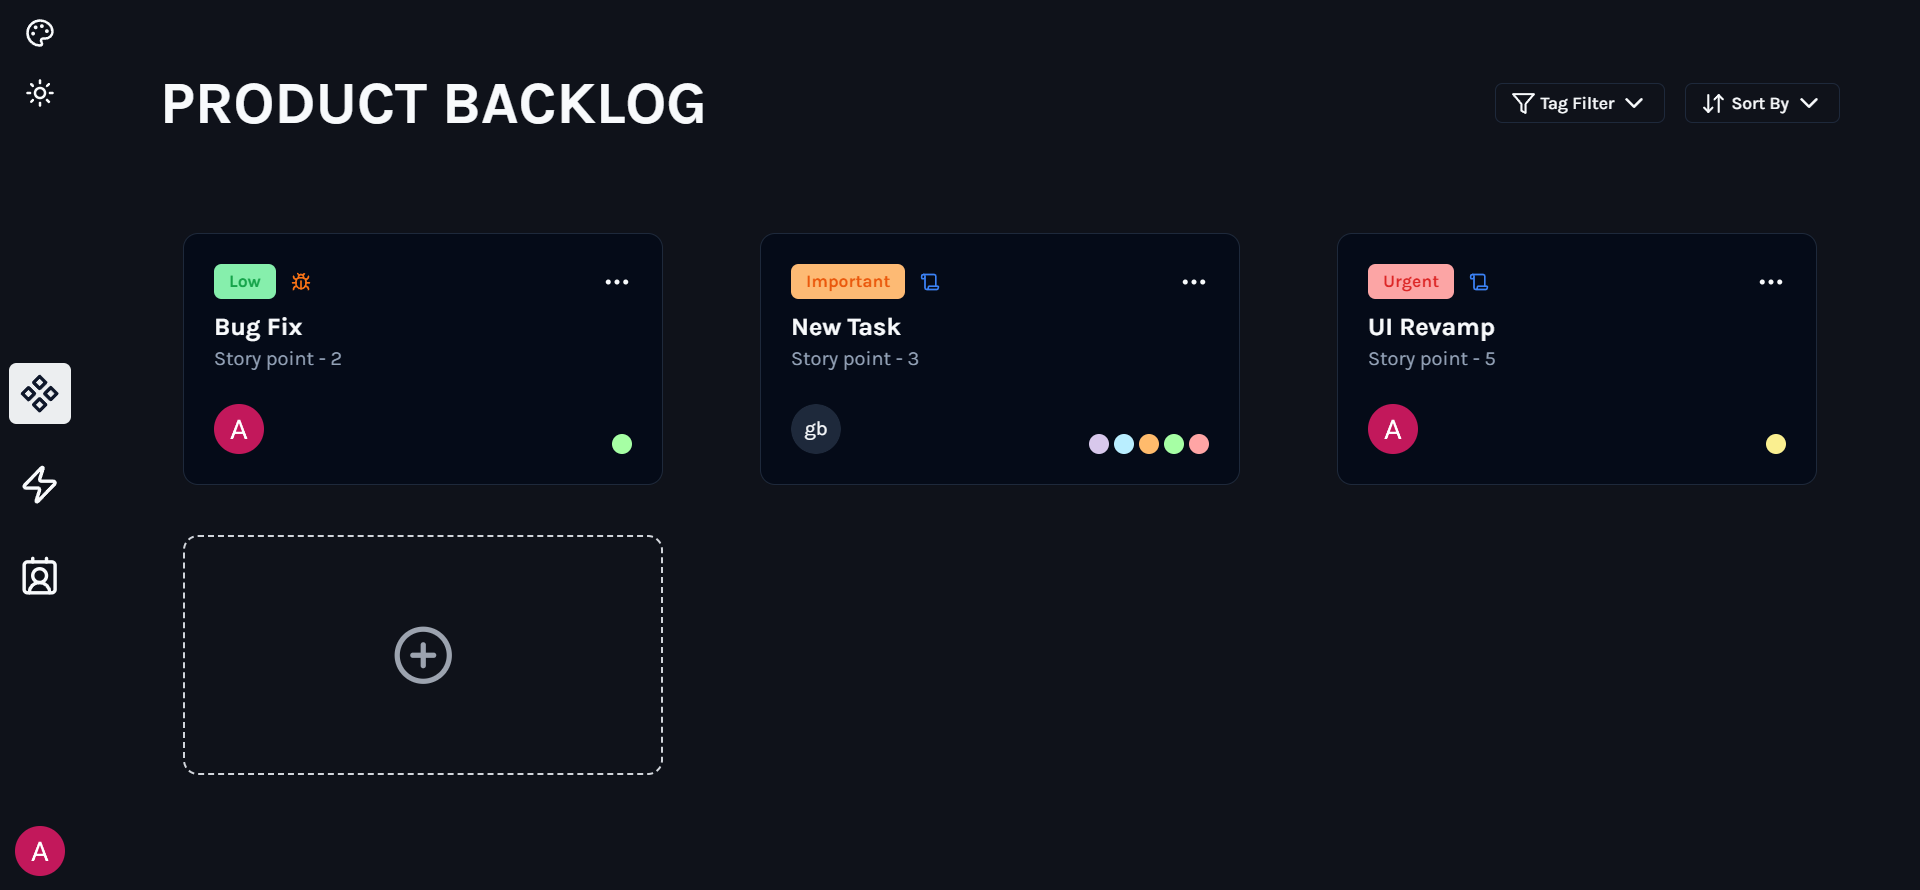 PRODUCT BACKLOG
Tag Filter
Sort By
Low
Bug Fix
Story point - 2
A
Important
New Task
Story point - 3
gb
Urgent
UI Revamp
Story point - 5
A
A